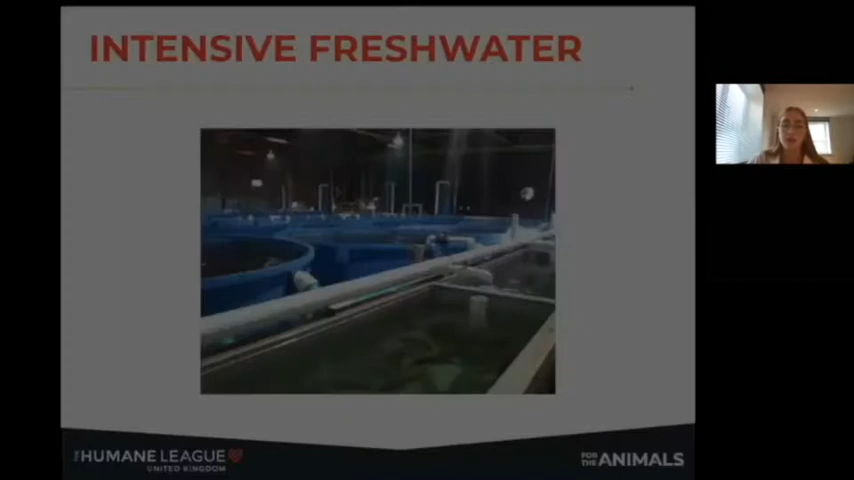 INTENSIVE FRESHWATER
THE HUMANE LEAGUE
UNITED KINGDOM
FOR THE ANIMALS